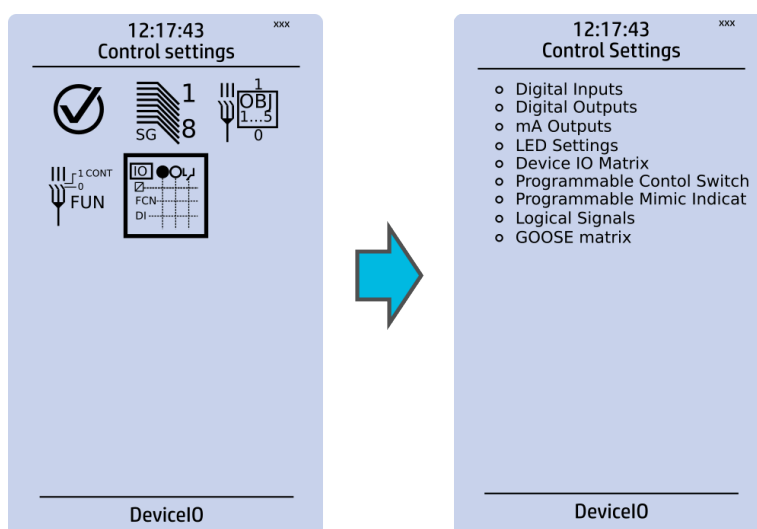 12:17:43
xxx
Control settings
1
SG 8
1
OBJ
1...5
0
1 CONT
0
FUN
IO
FCN
DI
DeviceIO
12:17:43
xxx
Control Settings
Digital Inputs
Digital Outputs
mA Outputs
LED Settings
Device IO Matrix
Programmable Contol Switch
Programmable Mimic Indicat
Logical Signals
GOOSE matrix
DeviceIO